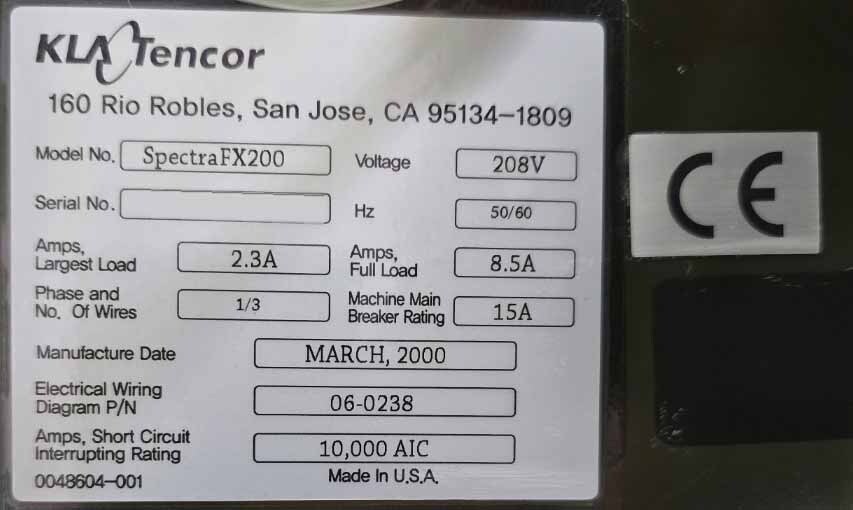 KLA Tencor
160 Rio Robles, San Jose, CA 95134-1809
Model No. SpectraFX200 Voltage 208V
Serial No. Hz 50/60
Amps, Largest Load 2.3A Amps, Full Load 8.5A
Phase and No. Of Wires 1/3 Machine Main Breaker Rating 15A
Manufacture Date MARCH, 2000
Electrical Wiring Diagram P/N 06-0238
Amps, Short Circuit Interrupting Rating 10,000 AIC
0048604-001 Made In U.S.A.
CE